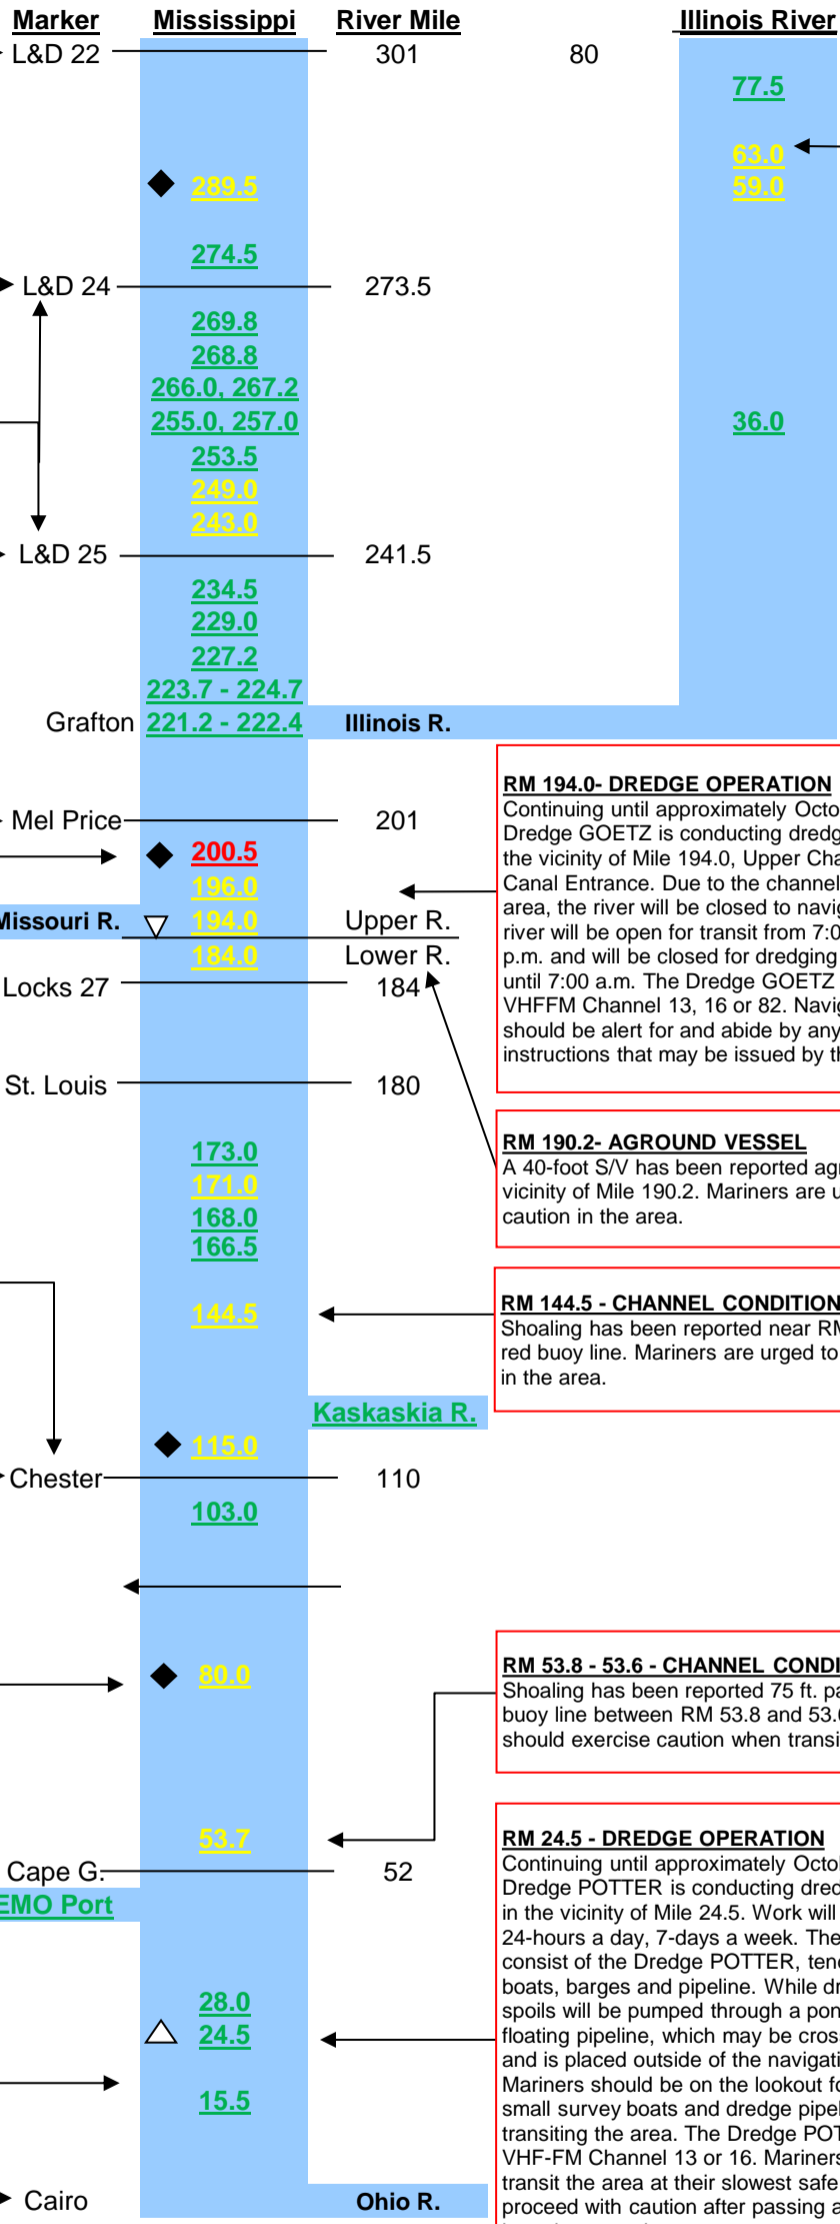 Marker Mississippi River Mile Illinois River
L&D 22 301 80
77.5
63.0
289.5 59.0
274.5
L&D 24 273.5
269.8
268.8
266.0, 267.2
255.0, 257.0 36.0
253.5
249.0
243.0
L&D 25 241.5
234.5
229.0
227.2
223.7 - 224.7
Grafton 221.2 - 222.4 Illinois R.
Mel Price 201
200.5
196.0
Missouri R. 194.0 Upper R.
184.0 Lower R.
Locks 27 184
St. Louis 180
173.0
171.0
168.0
166.5
144.5
Kaskaskia R.
115.0
Chester 110
103.0
80.0
53.7
Cape G. 52
EMO Port
28.0
24.5
15.5
Cairo Ohio R.
RM 194.0- DREDGE OPERATION
Continuing until approximately
Dredge GOETZ is conducting
the vicinity of Mile 194.0, Upper
Canal Entrance. Due to the channel
area, the river will be closed to
river will be open for transit from
p.m. and will be closed for dredging
until 7:00 a.m. The Dredge GOETZ
VHFFM Channel 13, 16 or 82.
should be alert for and abide by any
instructions that may be issued by
RM 190.2- AGROUND VESSEL
A 40-foot S/V has been reported
vicinity of Mile 190.2. Mariners are
caution in the area.
RM 144.5 - CHANNEL CONDITION
Shoaling has been reported near
red buoy line. Mariners are urged to
in the area.
RM 53.8 - 53.6 - CHANNEL
Shoaling has been reported 75 ft.
buoy line between RM 53.8 and
should exercise caution when
RM 24.5 - DREDGE OPERATION
Continuing until approximately
Dredge POTTER is conducting
in the vicinity of Mile 24.5. Work will
24-hours a day, 7-days a week. The
consist of the Dredge POTTER,
boats, barges and pipeline. While
spoils will be pumped through a
floating pipeline, which may be
and is placed outside of the
Mariners should be on the lookout
small survey boats and dredge
transiting the area. The Dredge
VHF-FM Channel 13 or 16. Mariners
transit the area at their slowest safe
proceed with caution after passing